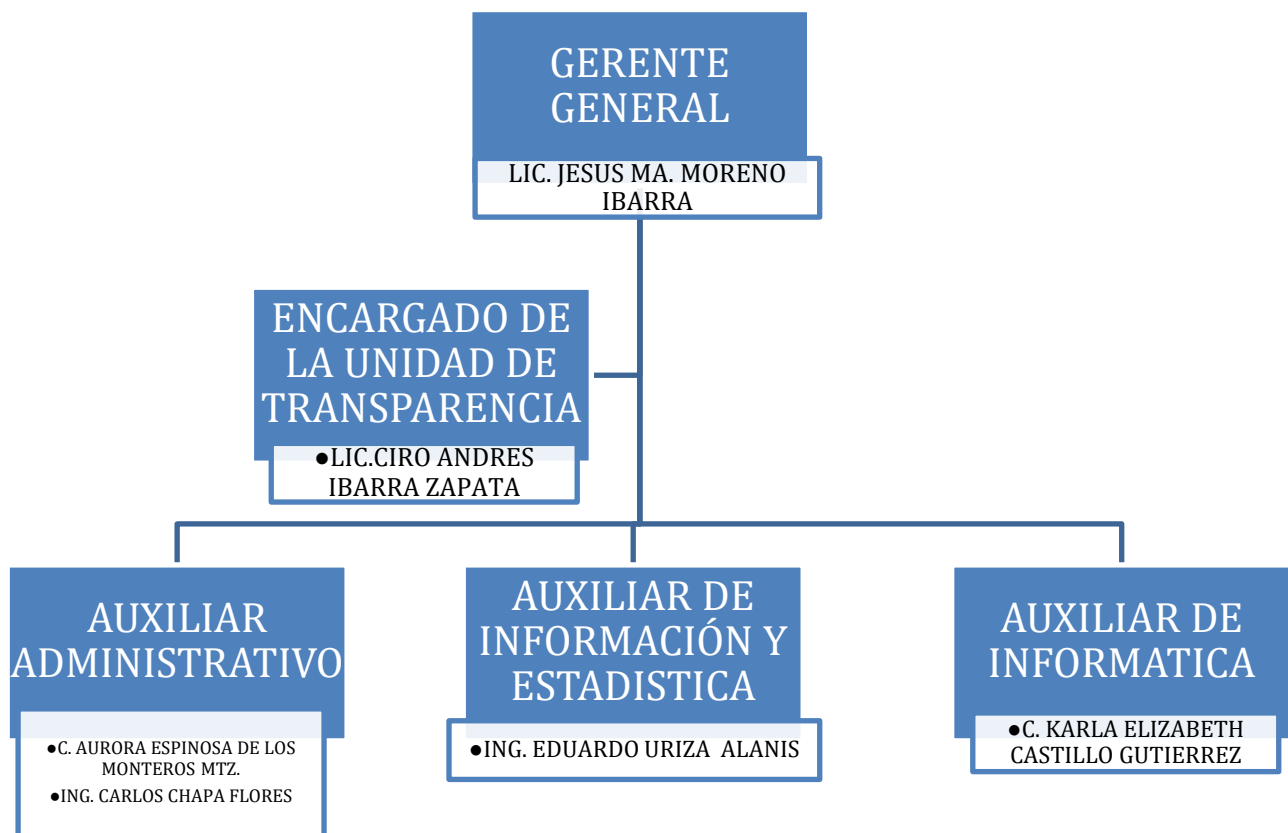 GERENTE
GENERAL
LIC. JESUS MA. MORENO
IBARRA
ENCARGADO DE
LA UNIDAD DE
TRANSPARENCIA
●LIC.CIRO ANDRES
IBARRA ZAPATA
AUXILIAR
ADMINISTRATIVO
●C. AURORA ESPINOSA DE LOS
MONTEROS MTZ.
●ING. CARLOS CHAPA FLORES
AUXILIAR DE
INFORMACIÓN Y
ESTADISTICA
●ING. EDUARDO URIZA ALANIS
AUXILIAR DE
INFORMATICA
●C. KARLA ELIZABETH
CASTILLO GUTIERREZ